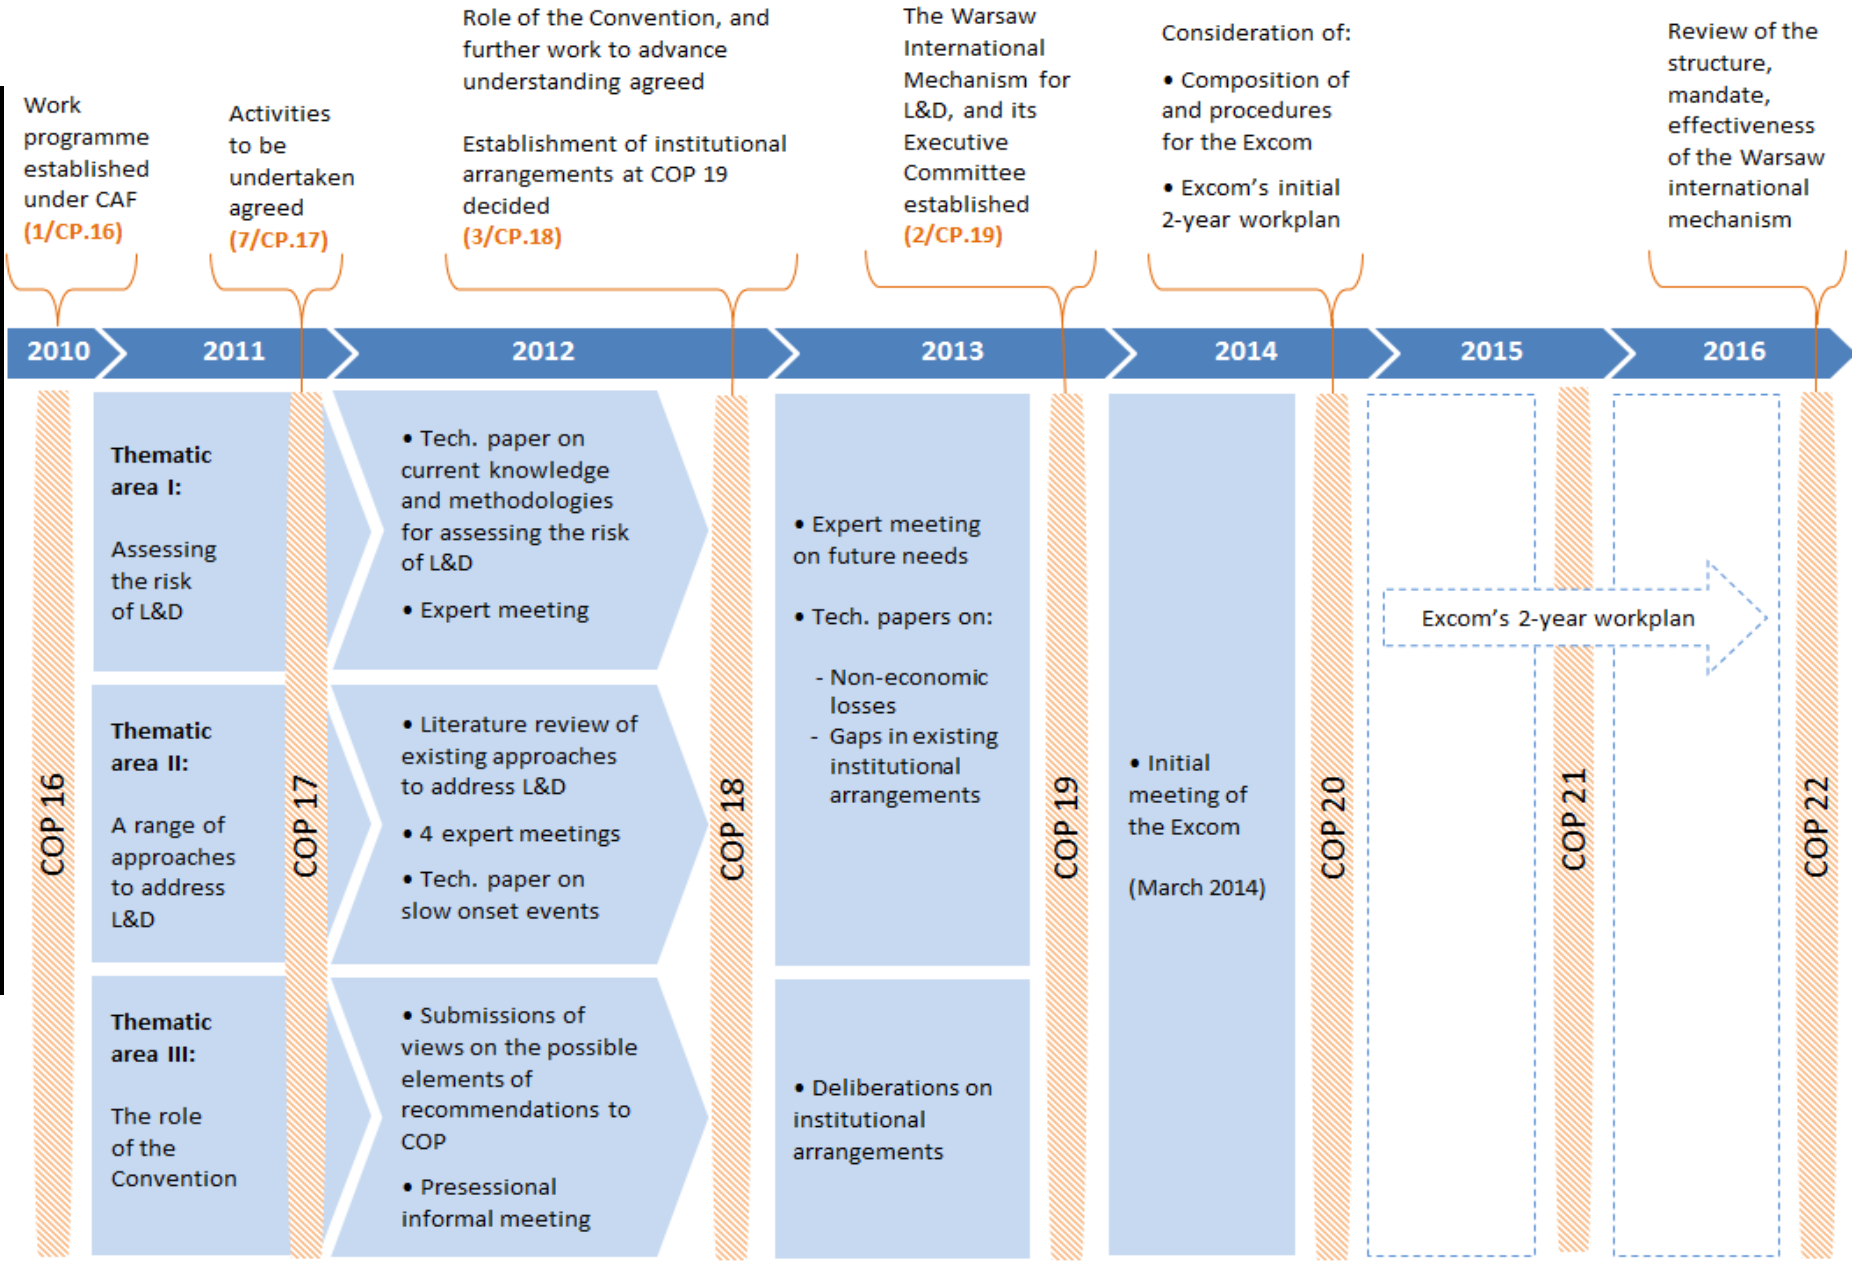 Work
programme
established
under CAF
(1/CP.16)
Activities
to be
undertaken
agreed
(7/CP.17)
Role of the Convention, and
further work to advance
understanding agreed
Establishment of institutional
arrangements at COP 19
decided
(3/CP.18)
The Warsaw
International
Mechanism for
L&D, and its
Executive
Committee
established
(2/CP.19)
Consideration of:
• Composition of
and procedures
for the Excom
• Excom's initial
2-year workplan
Review of the
structure,
mandate,
effectiveness
of the Warsaw
international
mechanism
2010
2011
2012
2013
2014
2015
2016
COP 16
Thematic
area I:
Assessing
the risk
of L&D
Thematic
area II:
A range of
approaches
to address
L&D
Thematic
area III:
The role
of the
Convention
COP 17
• Tech. paper on
current knowledge
and methodologies
for assessing the risk
of L&D
• Expert meeting
• Literature review of
existing approaches
to address L&D
• 4 expert meetings
• Tech. paper on
slow onset events
• Submissions of
views on the possible
elements of
recommendations to
COP
• Presessional
informal meeting
COP 18
• Expert meeting
on future needs
• Tech. papers on:
- Non-economic
losses
- Gaps in existing
institutional
arrangements
• Deliberations on
institutional
arrangements
COP 19
• Initial
meeting of
the Excom
(March 2014)
COP 20
Excom's 2-year workplan
COP 21
COP 22